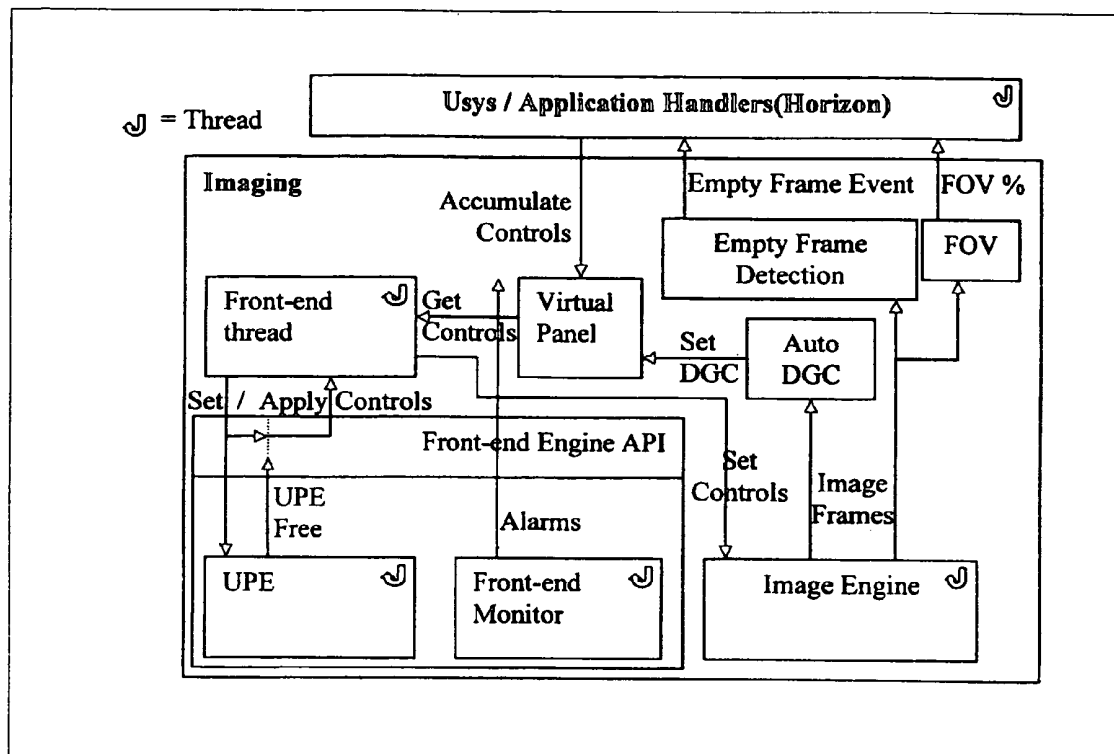 Usys / Application Handlers(Horizon)
= Thread
Imaging
Empty Frame Event
FOV %
Accumulate
Controls
Empty Frame
Detection
FOV
Front-end
thread
Get
Controls
Virtual
Panel
Set
DGC
Auto
DGC
Set / Apply Controls
Front-end Engine API
UPE
Free
Alarms
Set
Controls
Image
Frames
UPE
Front-end
Monitor
Image Engine